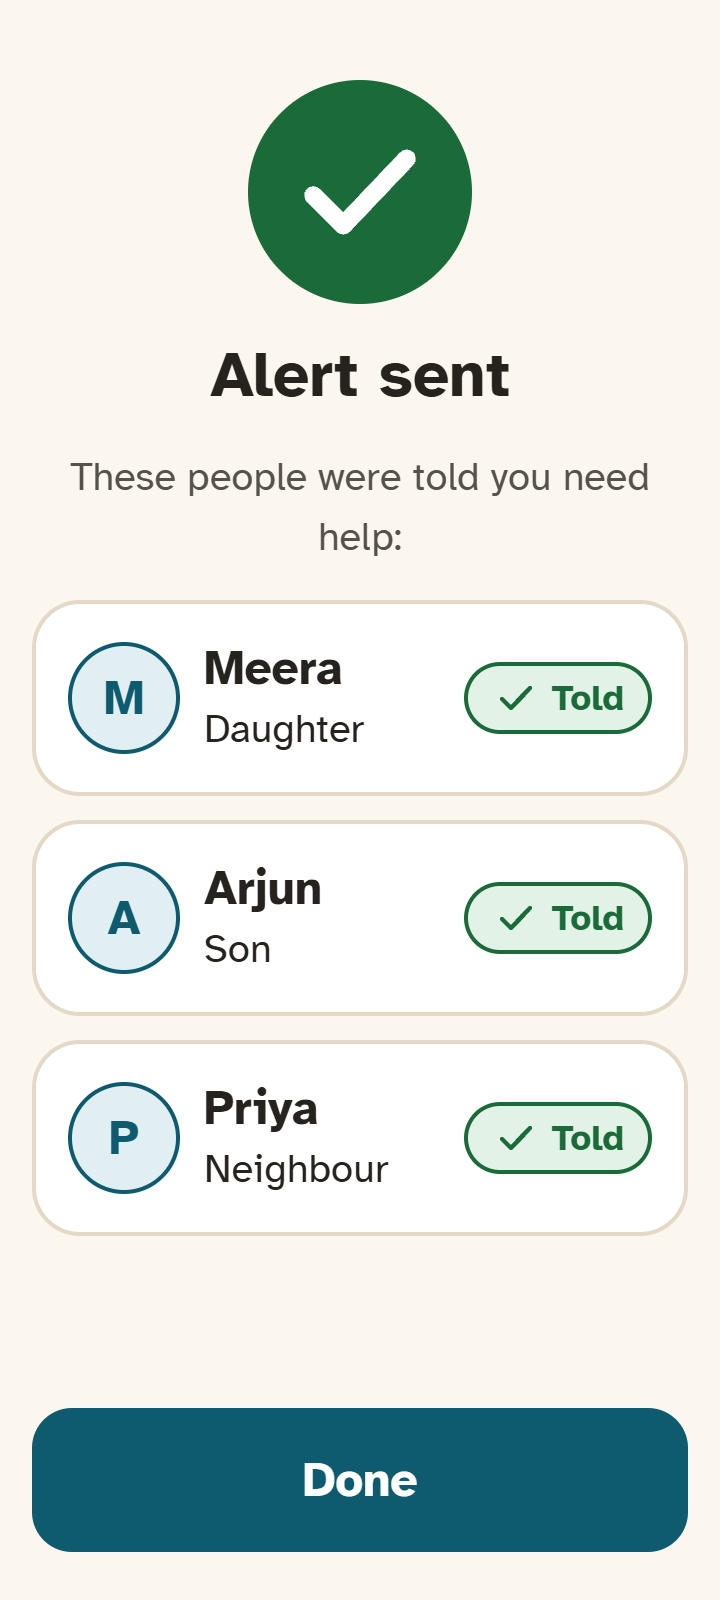 Alert sent
These people were told you need
help:
M
Meera
Daughter
Told
A
Arjun
Son
Told
P
Priya
Neighbour
Told
Done